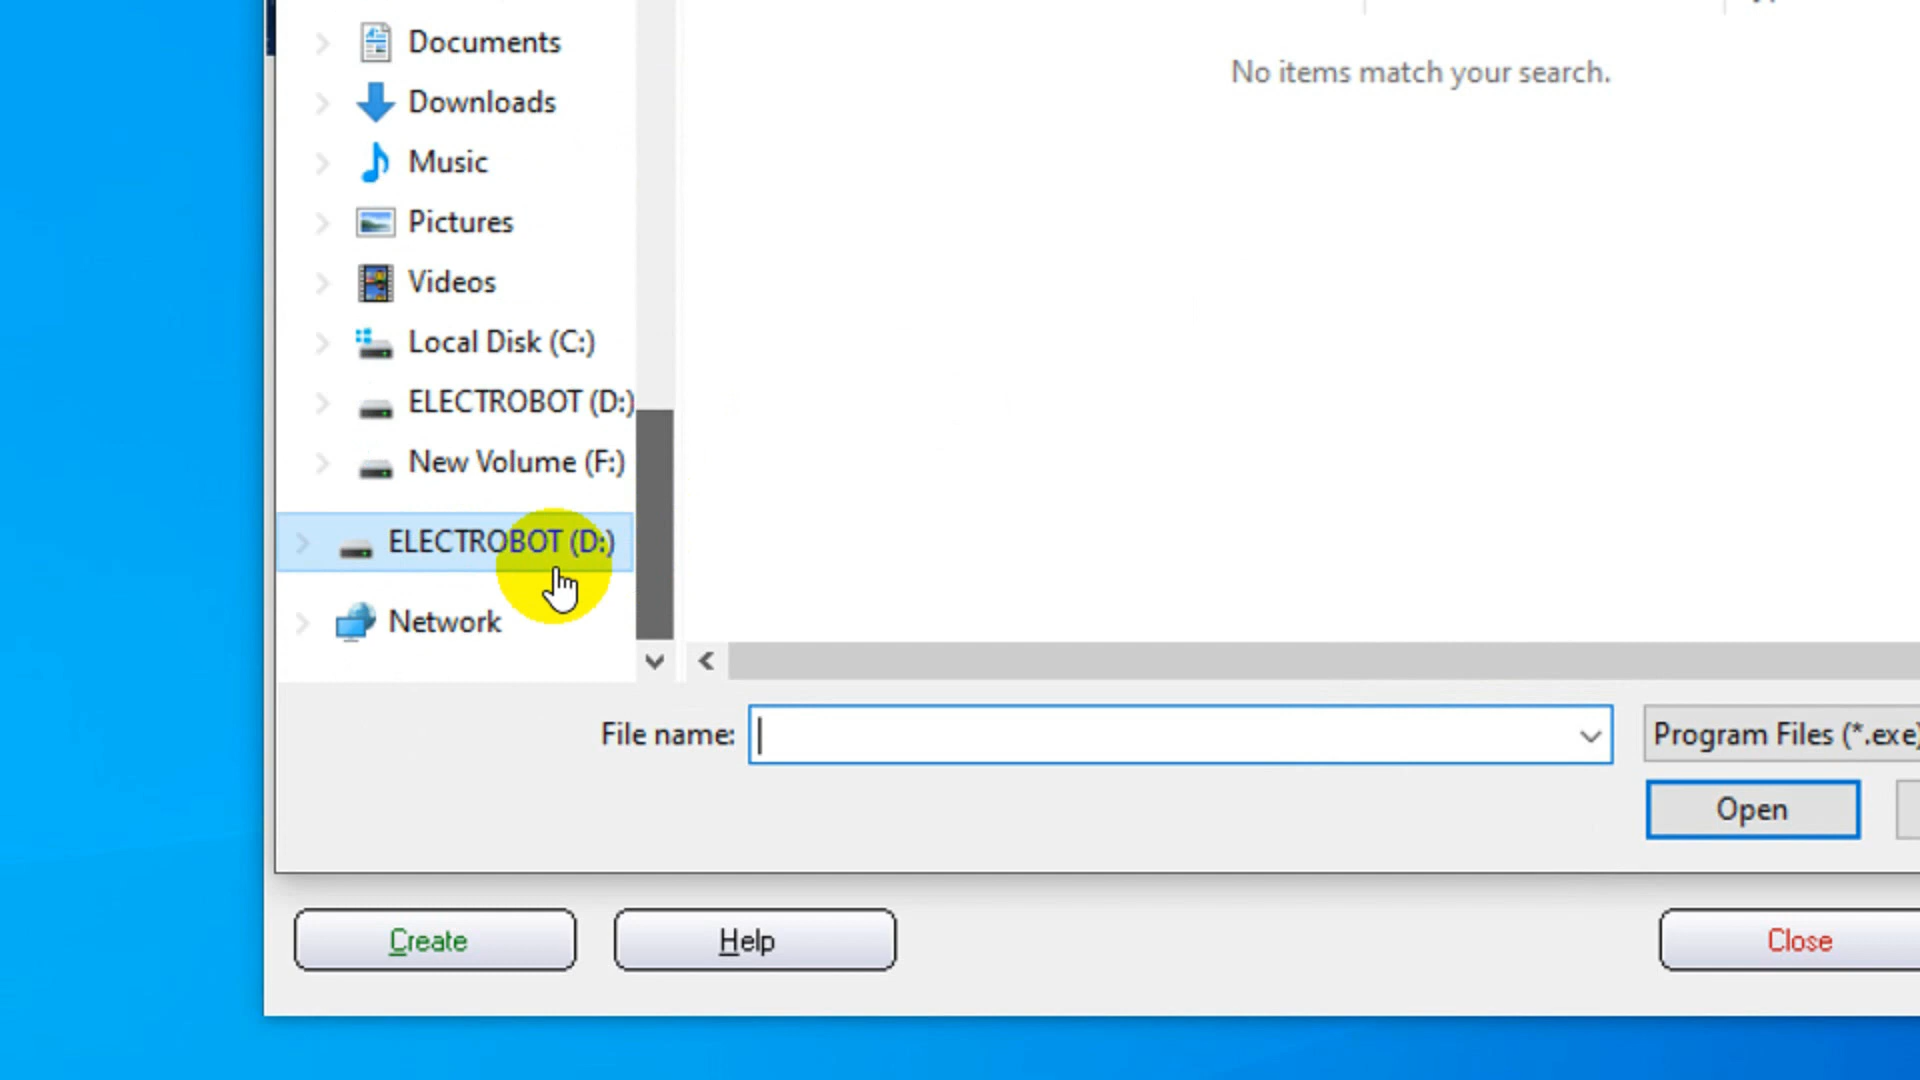 Documents
No items match your search.
Downloads
Music
Pictures
Videos
Local Disk (C:)
ELECTROBOT (D:)
New Volume (F:)
ELECTROBOT (D:)
Network
File name:
Program Files (*.exe)
Open
Create
Help
Close